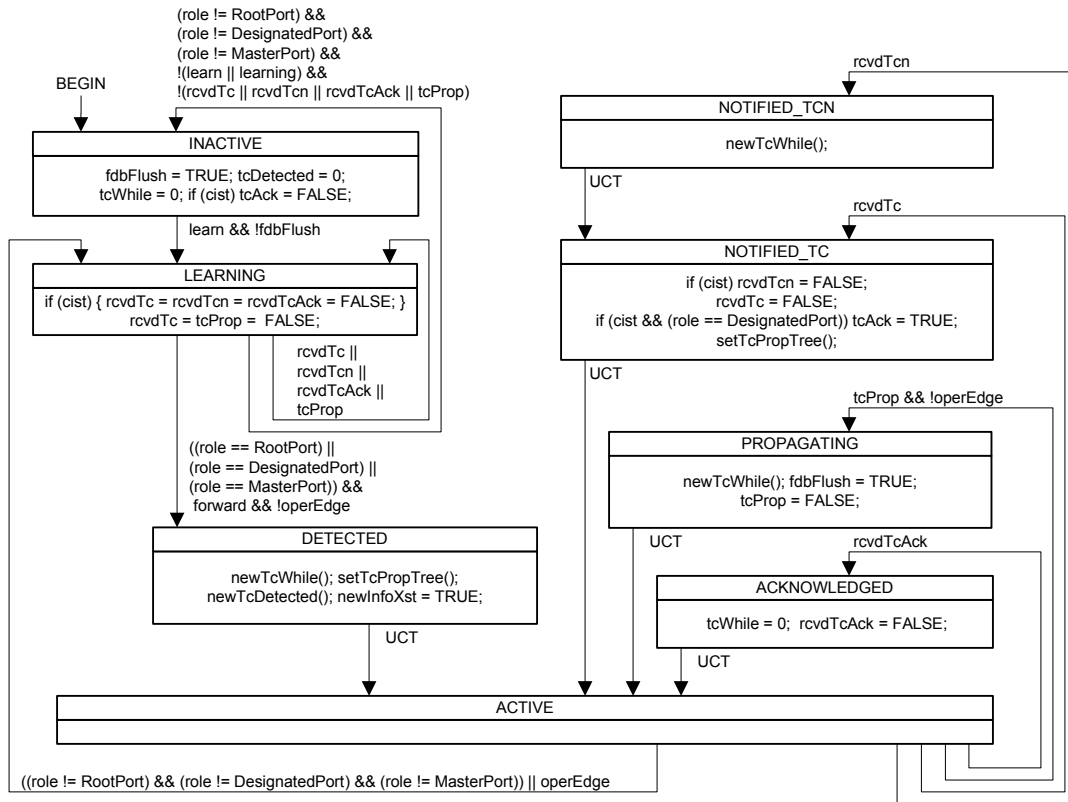 (role != RootPort) &&
(role != DesignatedPort) &&
(role != MasterPort) &&
!(learn || learning) &&
!(rcvdTc || rcvdTcn || rcvdTcAck || tcProp)
BEGIN
INACTIVE
fdbFlush = TRUE; tcDetected = 0;
tcWhile = 0; if (cist) tcAck = FALSE;
learn && !fdbFlush
LEARNING
if (cist) { rcvdTc = rcvdTcn = rcvdTcAck = FALSE; }
rcvdTc = tcProp = FALSE;
rcvdTc ||
rcvdTcn ||
rcvdTcAck ||
tcProp
((role == RootPort) ||
(role == DesignatedPort) ||
(role == MasterPort)) &&
forward && !operEdge
DETECTED
newTcWhile(); setTcPropTree();
newTcDetected(); newInfoXst = TRUE;
UCT
rcvdTcn
NOTIFIED_TCN
newTcWhile();
UCT
rcvdTc
NOTIFIED_TC
if (cist) rcvdTcn = FALSE;
rcvdTc = FALSE;
if (cist && (role == DesignatedPort)) tcAck = TRUE;
setTcPropTree();
UCT
tcProp && !operEdge
PROPAGATING
newTcWhile(); fdbFlush = TRUE;
tcProp = FALSE;
UCT
rcvdTcAck
ACKNOWLEDGED
tcWhile = 0; rcvdTcAck = FALSE;
UCT
ACTIVE
((role != RootPort) && (role != DesignatedPort) && (role != MasterPort)) || operEdge